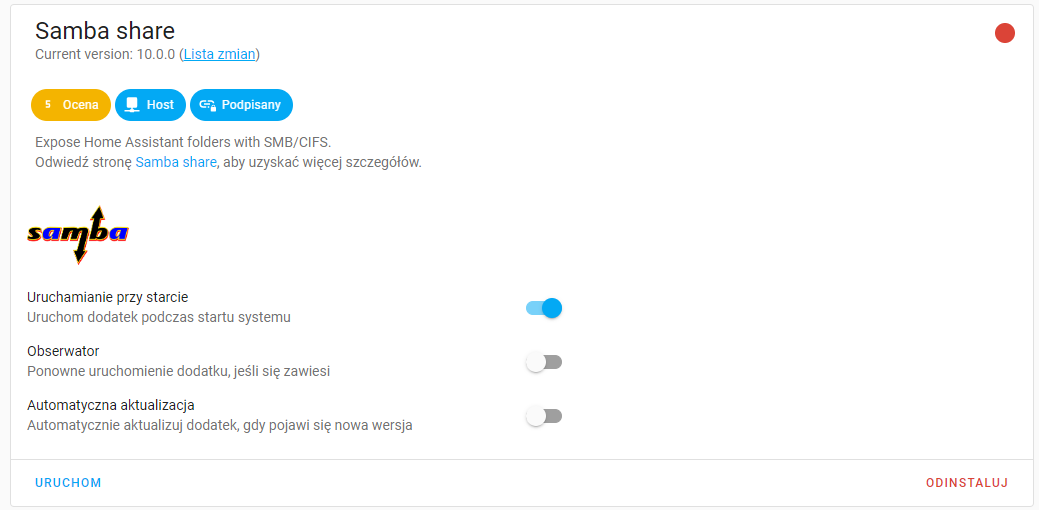 Samba share
Current version: 10.0.0 (Lista zmian)
5 Ocena Host Podpisany
Expose Home Assistant folders with SMB/CIFS.
Odwiedź stronę Samba share, aby uzyskać więcej szczegółów.
samba
Uruchamianie przy starcie
Uruchom dodatek podczas startu systemu
Obserwator
Ponowne uruchomienie dodatku, jeśli się zawiesi
Automatyczna aktualizacja
Automatycznie aktualizuj dodatek, gdy pojawi się nowa wersja
URUCHOM ODINSTALUJ